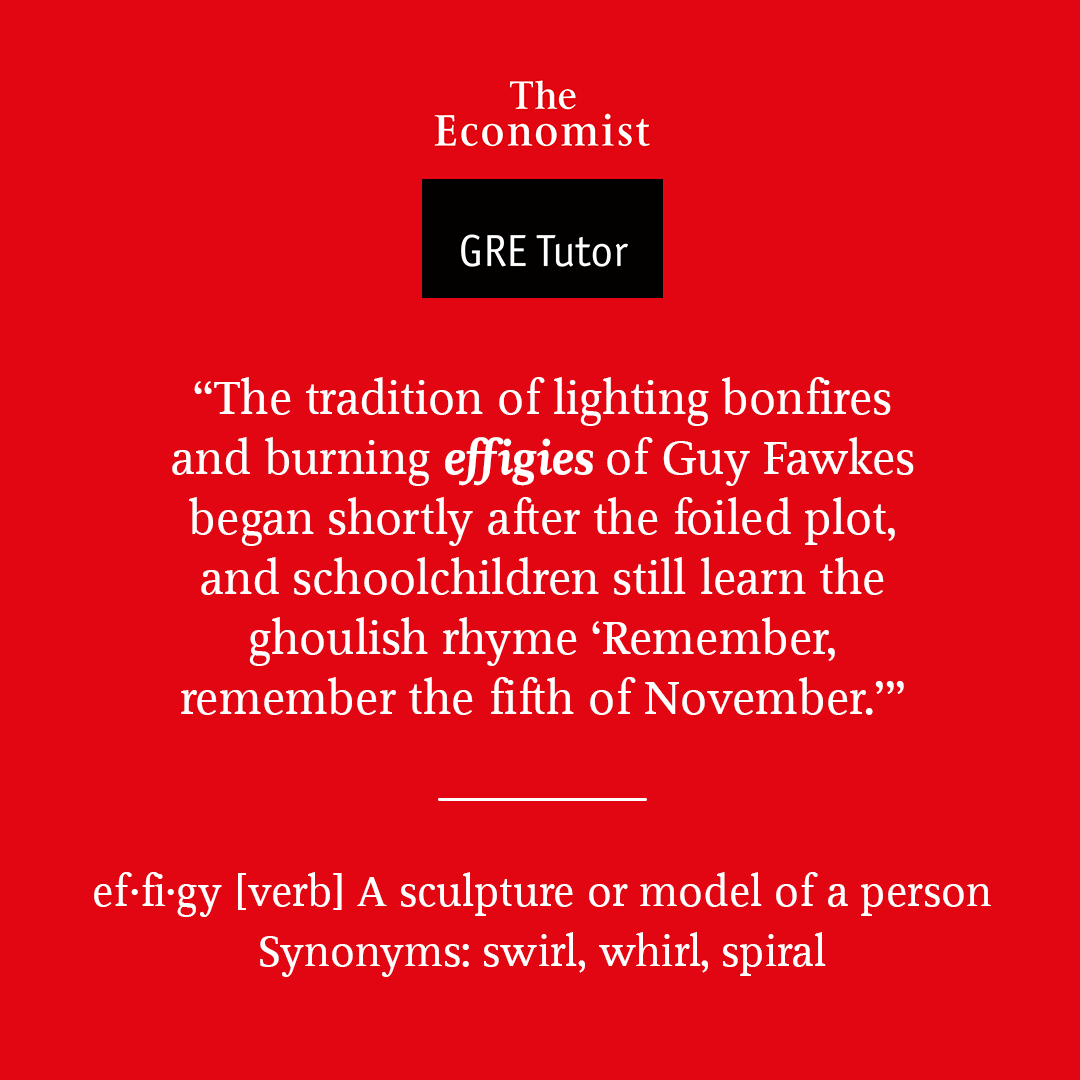 The
Economist
GRE Tutor
“The tradition of lighting bonfires
and burning effigies of Guy Fawkes
began shortly after the foiled plot,
and schoolchildren still learn the
ghoulish rhyme ‘Remember,
remember the fifth of November.’”
ef·fi·gy [verb] A sculpture or model of a person
Synonyms: swirl, whirl, spiral